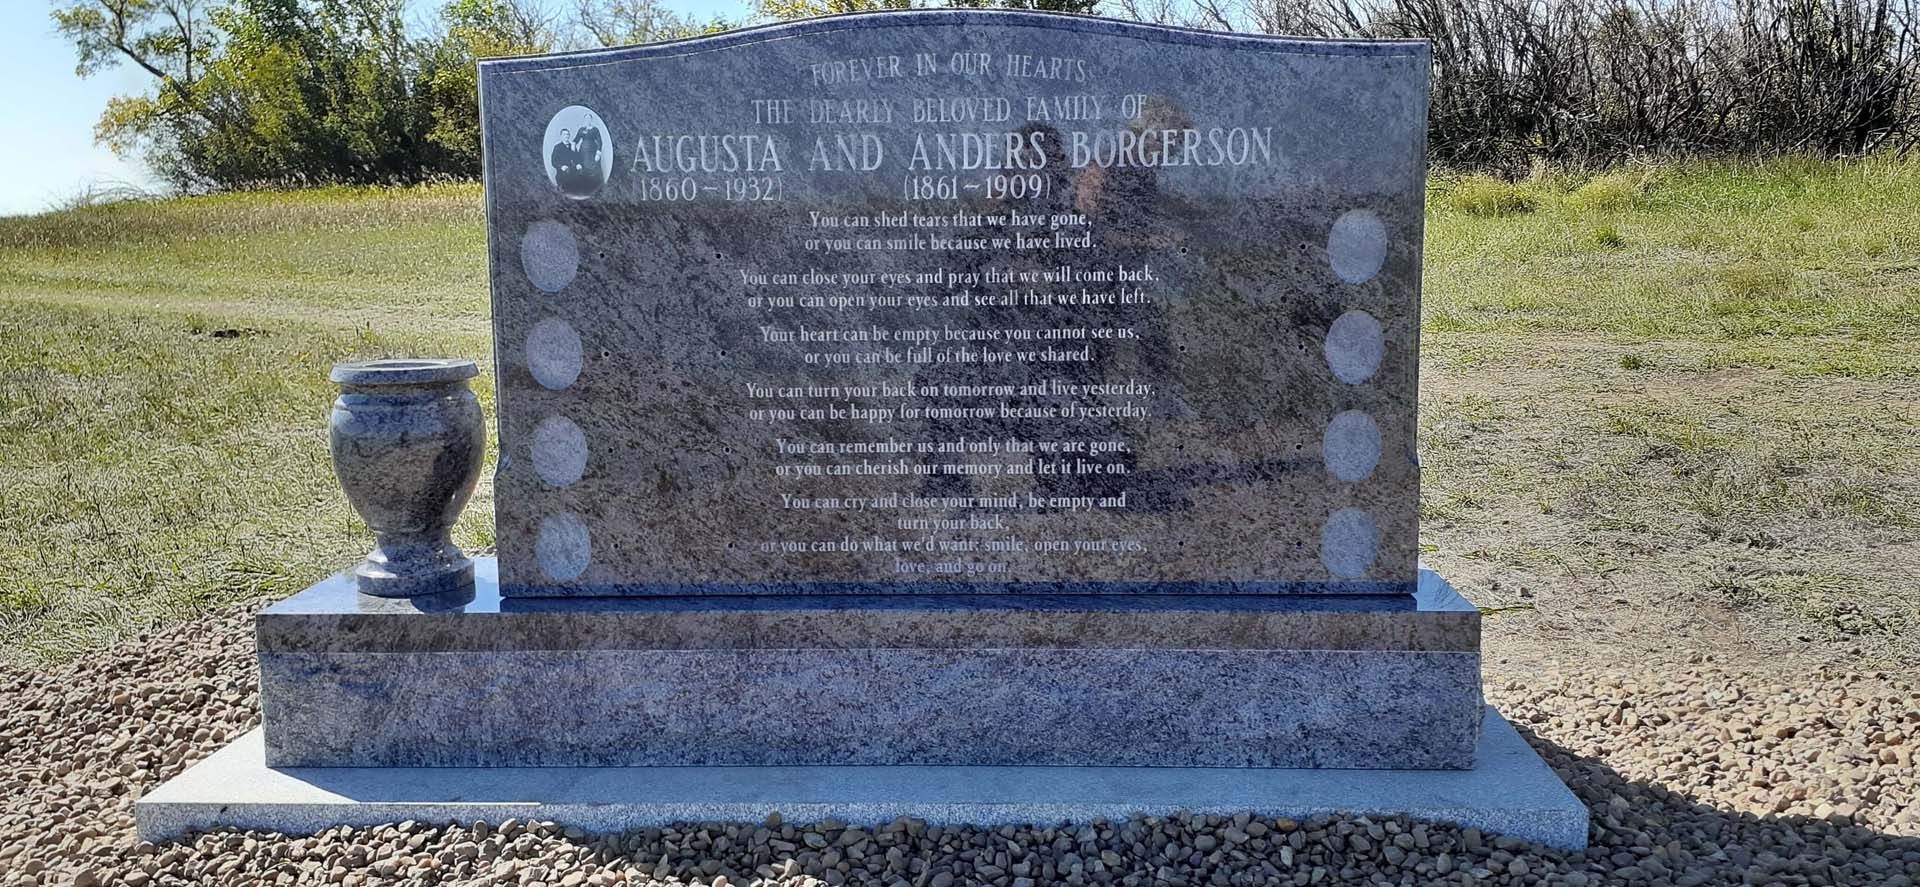 FOREVER IN OUR HEARTS
THE DEARLY BELOVED FAMILY OF
AUGUSTA AND ANDERS BORGERSON
(1860~1932) (1861~1909)
You can shed tears that we have gone,
or you can smile because we have lived.
You can close your eyes and pray that we will come back,
or you can open your eyes and see all that we have left.
Your heart can be empty because you cannot see us,
or you can be full of the love we shared.
You can turn your back on tomorrow and live yesterday,
or you can be happy for tomorrow because of yesterday.
You can remember us and only that we are gone,
or you can cherish our memory and let it live on.
You can cry and close your mind, be empty and
turn your back,
or you can do what we'd want: smile, open your eyes,
love, and go on.